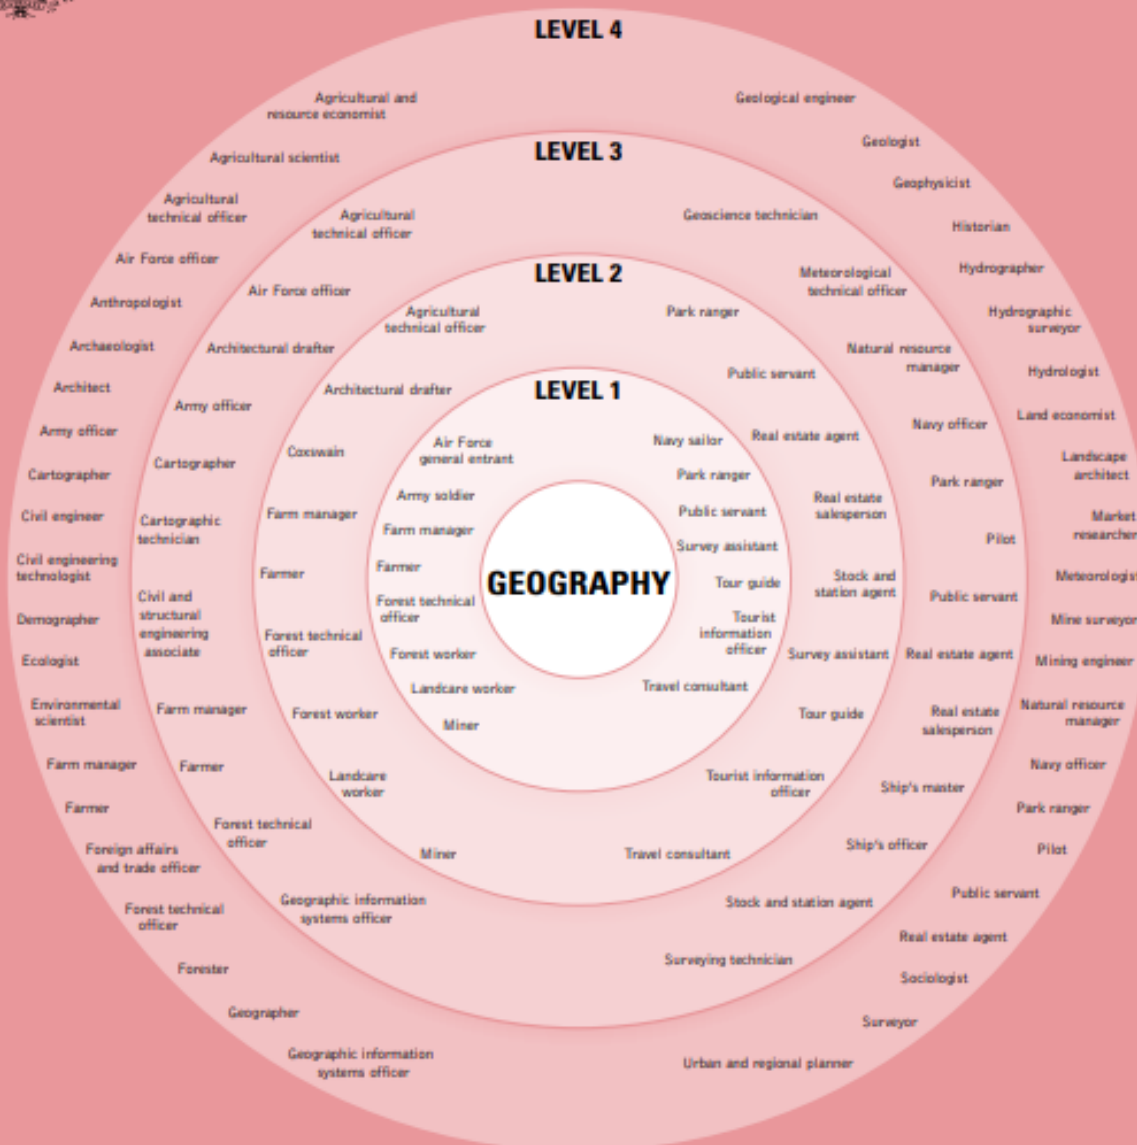 LEVEL 4
Agricultural and
resource economist
Agricultural scientist
Agricultural
technical officer
Air Force officer
Anthropologist
Archaeologist
Architect
Army officer
Cartographer
Civil engineer
Civil engineering
technologist
Demographer
Ecologist
Environmental
scientist
Farm manager
Farmer
Foreign affairs
and trade officer
Forest technical
officer
Forester
Geographer
Geographic information
systems officer
Geological engineer
Geologist
Geophysicist
Historian
Hydrographer
Hydrographic
surveyor
Hydrologist
Land economist
Landscape
architect
Market
researcher
Meteorologist
Mine surveyor
Mining engineer
Natural resource
manager
Navy officer
Park ranger
Pilot
Public servant
Real estate agent
Sociologist
Surveyor
Urban and regional planner
LEVEL 3
Agricultural
technical officer
Air Force officer
Architectural drafter
Army officer
Cartographer
Cartographic
technician
Civil and
structural
engineering
associate
Farm manager
Farmer
Forest technical
officer
Geographic information
systems officer
Geoscience technician
Meteorological
technical officer
Natural resource
manager
Navy officer
Park ranger
Pilot
Public servant
Real estate agent
Real estate
salesperson
Ship's master
Ship's officer
Stock and station agent
Surveying technician
LEVEL 2
Agricultural
technical officer
Architectural drafter
Coxswain
Farm manager
Farmer
Forest technical
officer
Forest worker
Landcare
worker
Miner
Park ranger
Public servant
Real estate agent
Real estate
salesperson
Stock and
station agent
Survey assistant
Tour guide
Tourist information
officer
Travel consultant
LEVEL 1
Air Force
general entrant
Army soldier
Farm manager
Farmer
Forest technical
officer
Forest worker
Landcare worker
Miner
Navy sailor
Park ranger
Public servant
Survey assistant
Tour guide
Tourist
information
officer
Travel consultant
GEOGRAPHY